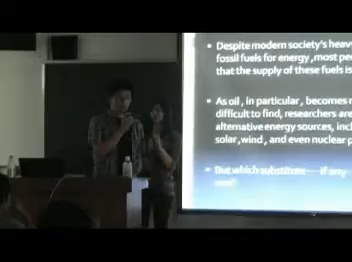 Despite modern society's heav
fossil fuels for energy ,most pe
that the supply of these fuels is
As oil , in particular, becomes
difficult to find, researchers are
alternative energy sources, incl
solar,wind , and even nuclear p
But which substitute if any